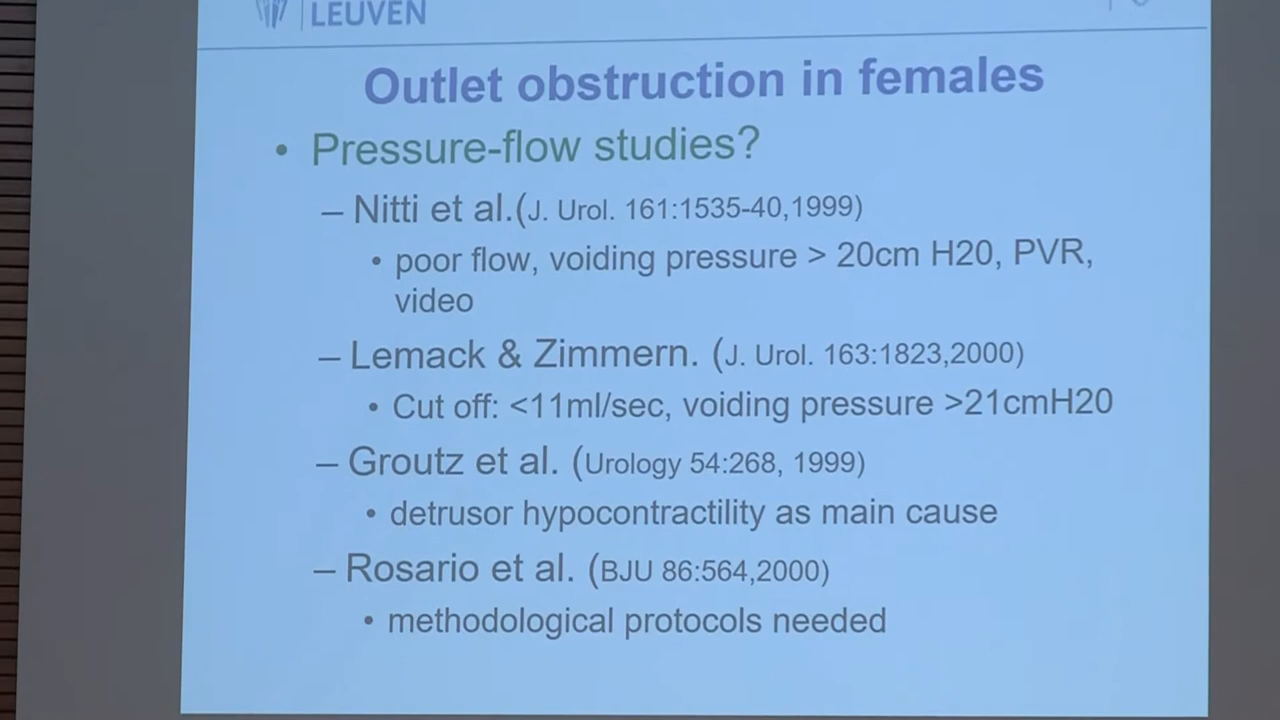 LEUVEN
Outlet obstruction in females
• Pressure-flow studies?
– Nitti et al.(J. Urol. 161:1535-40,1999)
• poor flow, voiding pressure > 20cm H20, PVR,
video
– Lemack & Zimmern. (J. Urol. 163:1823,2000)
• Cut off: <11ml/sec, voiding pressure >21cmH20
– Groutz et al. (Urology 54:268, 1999)
• detrusor hypocontractility as main cause
– Rosario et al. (BJU 86:564,2000)
• methodological protocols needed